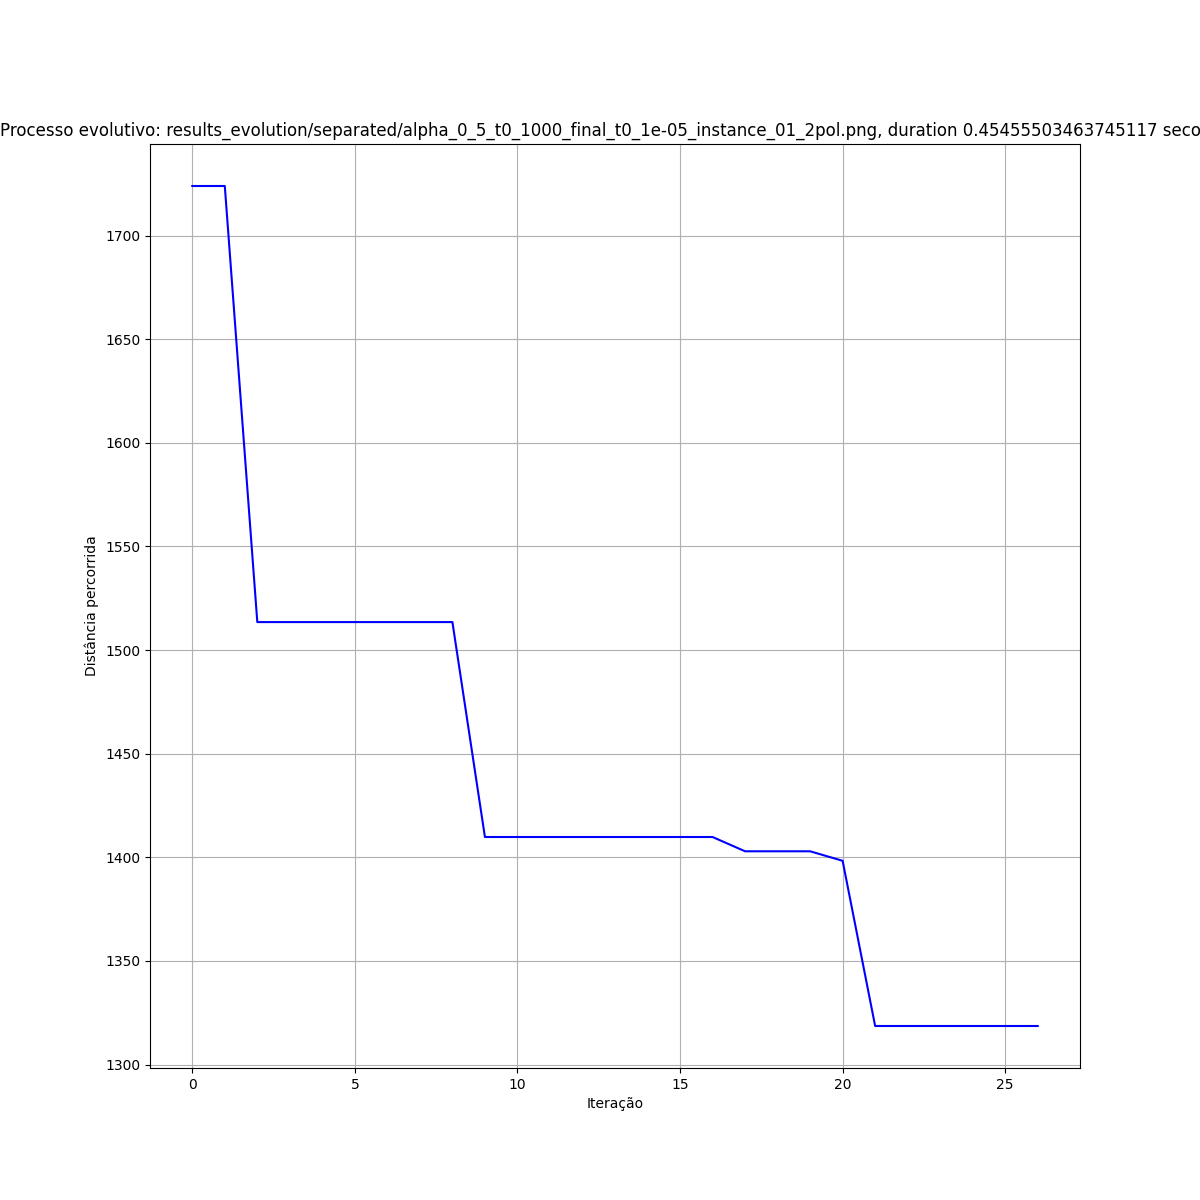 Processo evolutivo: results_evolution/separated/alpha_0_5_t0_1000_final_t0_1e-05_instance_01_2pol.png, duration 0.45455503463745117 seco
1700
1650
1600
1550
1500
1450
1400
1350
1300
Distância percorrida
0 5 10 15 20 25
Iteração